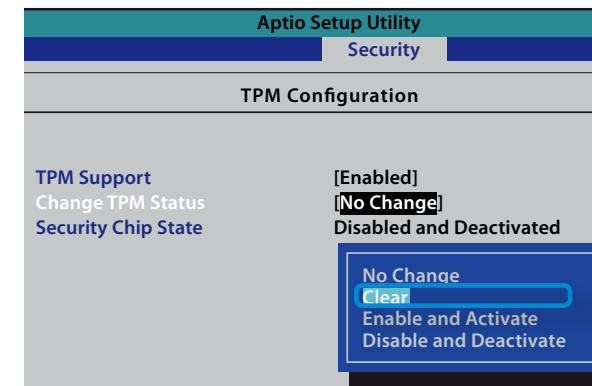 Aptio Setup Utility
Security
TPM Configuration
TPM Support [Enabled]
Change TPM Status [No Change]
Security Chip State Disabled and Deactivated
No Change
Clear
Enable and Activate
Disable and Deactivate